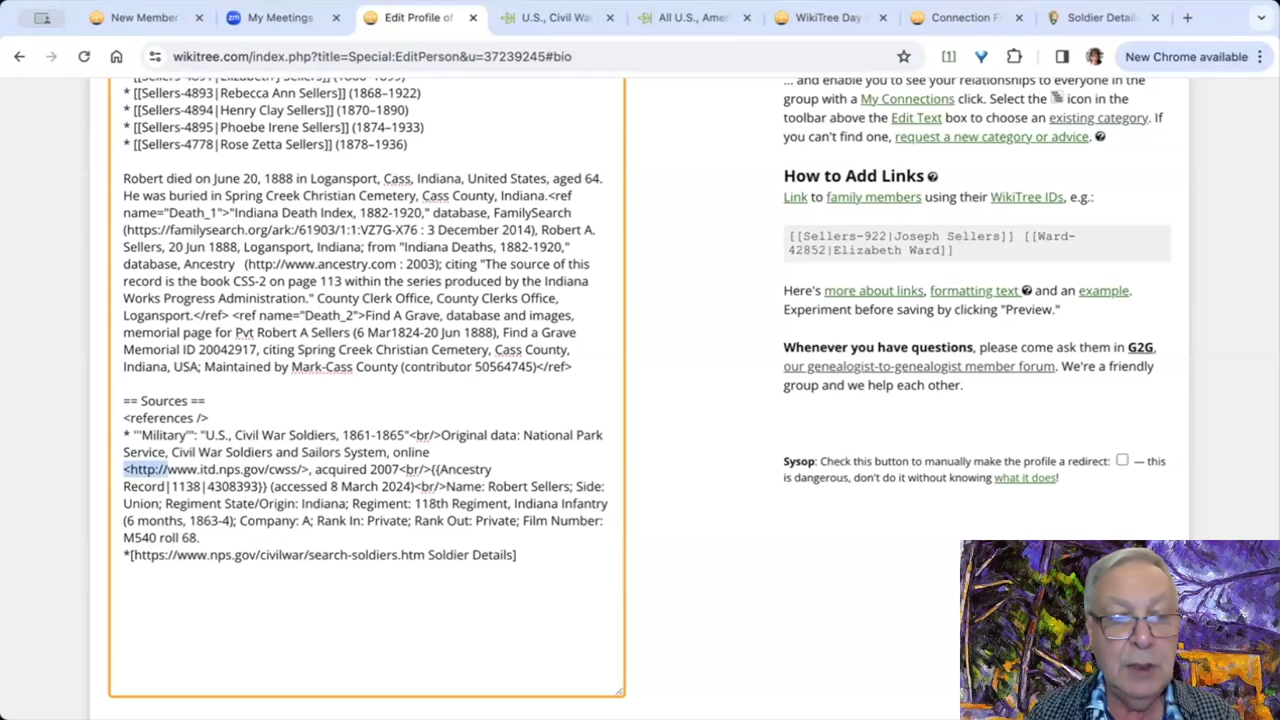 New Member
My Meetings
Edit Profile of
U.S., Civil Wa
All U.S., Amer
WikiTree Day
Connection F
Soldier Detail
wikitree.com/index.php?title=Special:EditPerson&u=37239245#bio
[1]
New Chrome available
* [[Sellers-4893|Rebecca Ann Sellers]] (1868–1922)
* [[Sellers-4894|Henry Clay Sellers]] (1870–1890)
* [[Sellers-4895|Phoebe Irene Sellers]] (1874–1933)
* [[Sellers-4778|Rose Zetta Sellers]] (1878–1936)
Robert died on June 20, 1888 in Logansport, Cass, Indiana, United States, aged 64.
He was buried in Spring Creek Christian Cemetery, Cass County, Indiana.<ref
name="Death_1">"Indiana Death Index, 1882-1920," database, FamilySearch
(https://familysearch.org/ark:/61903/1:1:VZ7G-X76 : 3 December 2014), Robert A.
Sellers, 20 Jun 1888, Logansport, Indiana; from "Indiana Deaths, 1882-1920,"
database, Ancestry (http://www.ancestry.com : 2003); citing "The source of this
record is the book CSS-2 on page 113 within the series produced by the Indiana
Works Progress Administration." County Clerk Office, County Clerks Office,
Logansport.</ref> <ref name="Death_2">Find A Grave, database and images,
memorial page for Pvt Robert A Sellers (6 Mar1824-20 Jun 1888), Find a Grave
Memorial ID 20042917, citing Spring Creek Christian Cemetery, Cass County,
Indiana, USA; Maintained by Mark-Cass County (contributor 50564745)</ref>
== Sources ==
<references />
* '''Military''': "U.S., Civil War Soldiers, 1861-1865"<br/>Original data: National Park
Service, Civil War Soldiers and Sailors System, online
<http://www.itd.nps.gov/cwss/>, acquired 2007<br/>{{Ancestry
Record|1138|4308393}} (accessed 8 March 2024)<br/>Name: Robert Sellers; Side:
Union; Regiment State/Origin: Indiana; Regiment: 118th Regiment, Indiana Infantry
(6 months, 1863-4); Company: A; Rank In: Private; Rank Out: Private; Film Number:
M540 roll 68.
*[https://www.nps.gov/civilwar/search-soldiers.htm Soldier Details]
... and enable you to see your relationships to everyone in the
group with a My Connections click. Select the icon in the
toolbar above the Edit Text box to choose an existing category. If
you can't find one, request a new category or advice.
How to Add Links
Link to family members using their WikiTree IDs, e.g.:
[[Sellers-922|Joseph Sellers]] [[Ward-
42852|Elizabeth Ward]]
Here's more about links, formatting text and an example.
Experiment before saving by clicking "Preview."
Whenever you have questions, please come ask them in G2G,
our genealogist-to-genealogist member forum. We're a friendly
group and we help each other.
Sysop: Check this button to manually make the profile a redirect: — this
is dangerous, don't do it without knowing what it does!